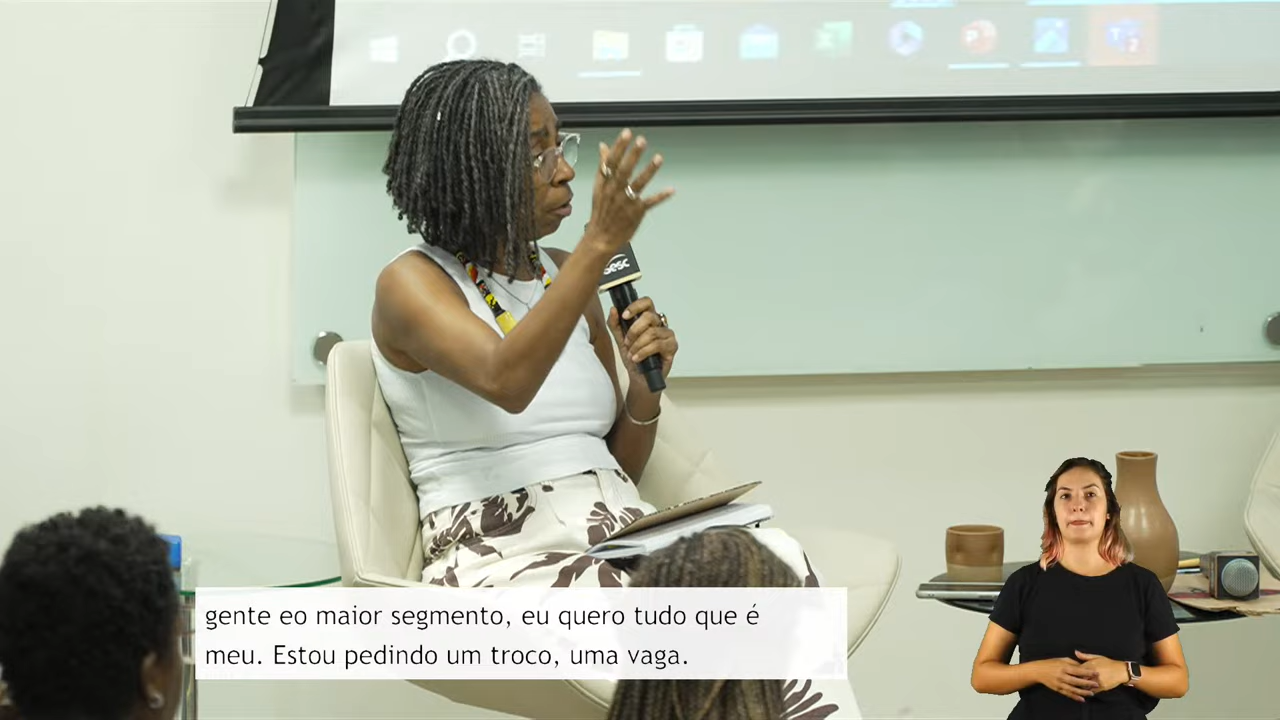 sesc
gente eo maior segmento, eu quero tudo que é
meu. Estou pedindo um troco, uma vaga.